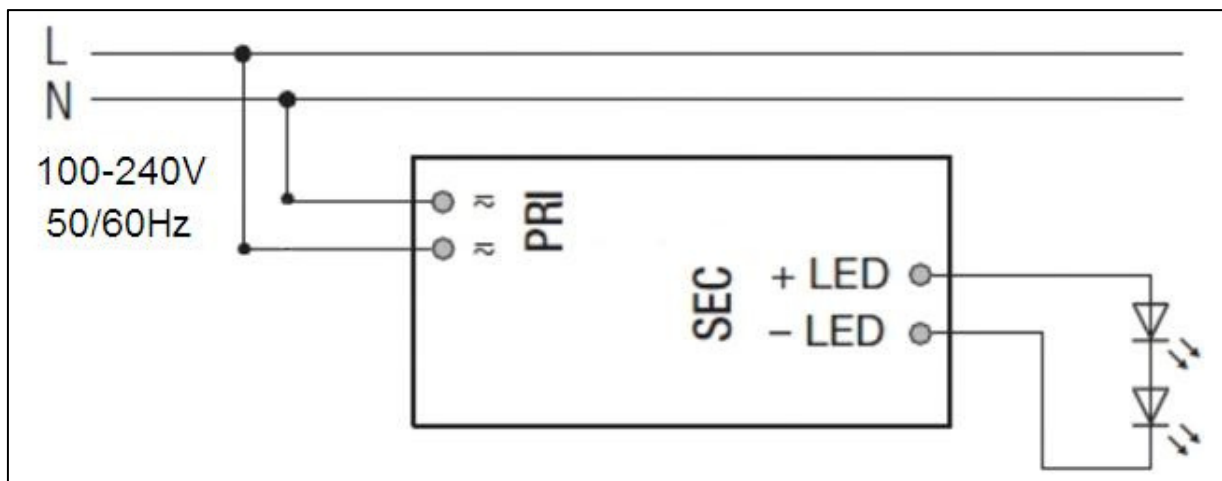 L
N
100-240V
50/60Hz
≈ PRI
≈
SEC
+ LED
− LED